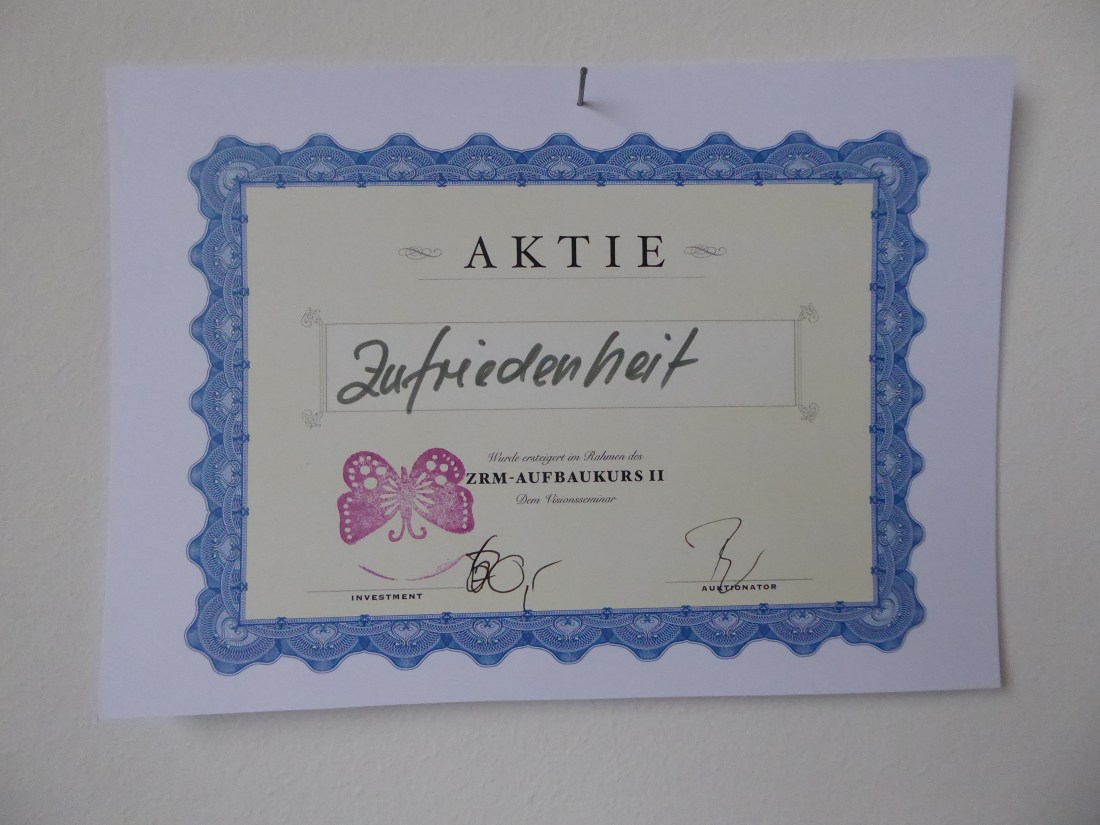 AKTIE
Zufriedenheit
Wurde ersteigert im Rahmen des
ZRM-AUFBAUKURS II
Dem Visionsseminar
INVESTMENT
AUKTIONATOR